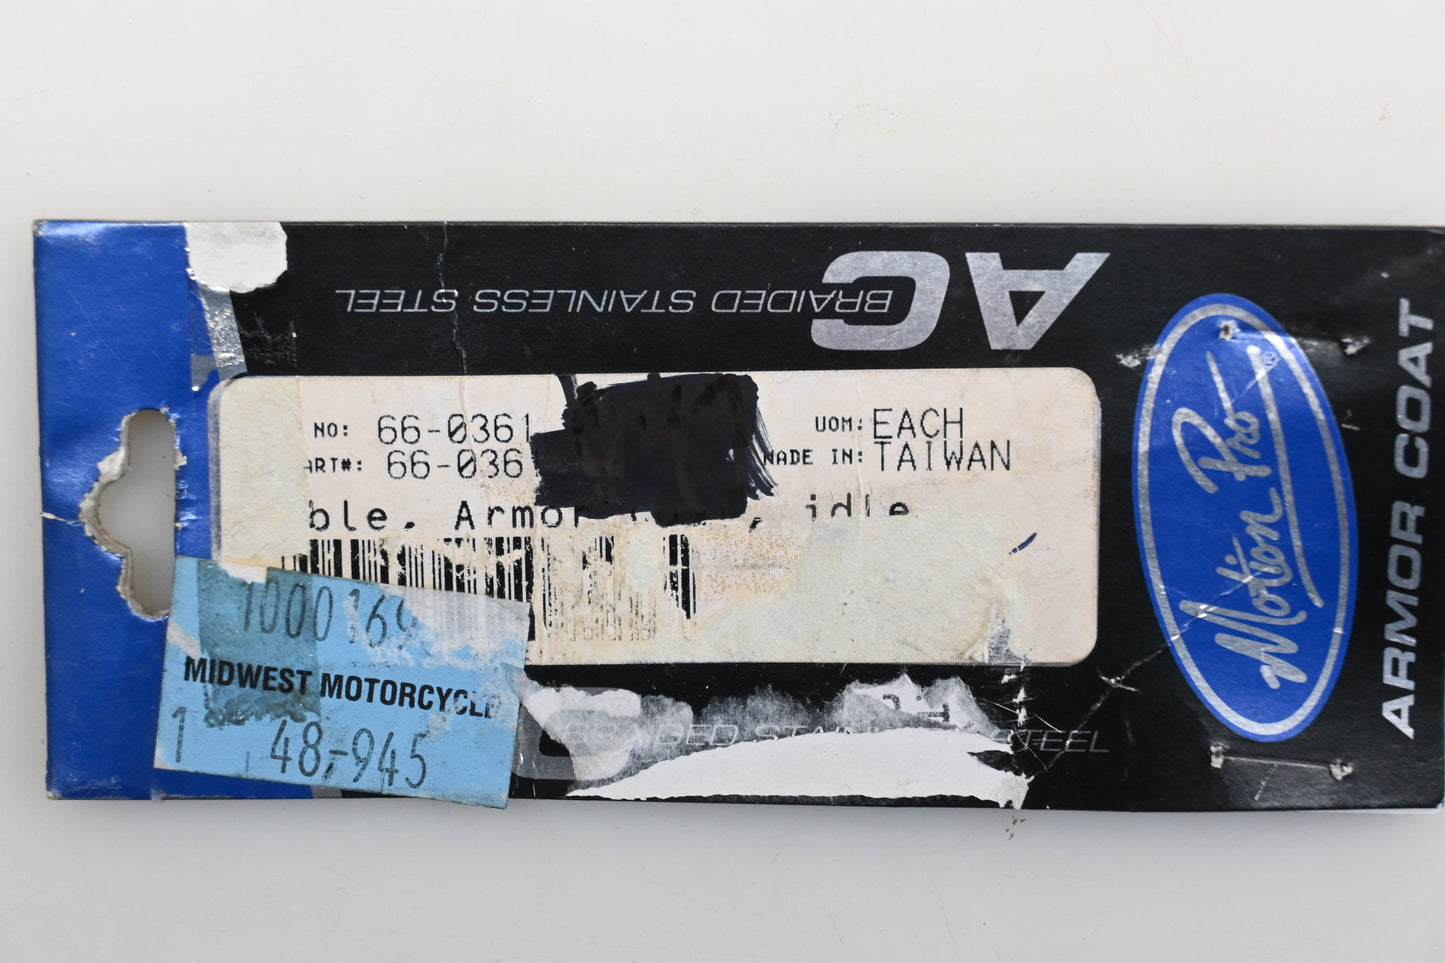 AC
BRAIDED STAINLESS STEEL
NO: 66-0361
UOM: EACH
ART#: 66-036
MADE IN: TAIWAN
ble, Armor
, idle
1000169
MIDWEST MOTORCYCLE
1 48,-945
STEEL
Motion Pro®
ARMOR COAT